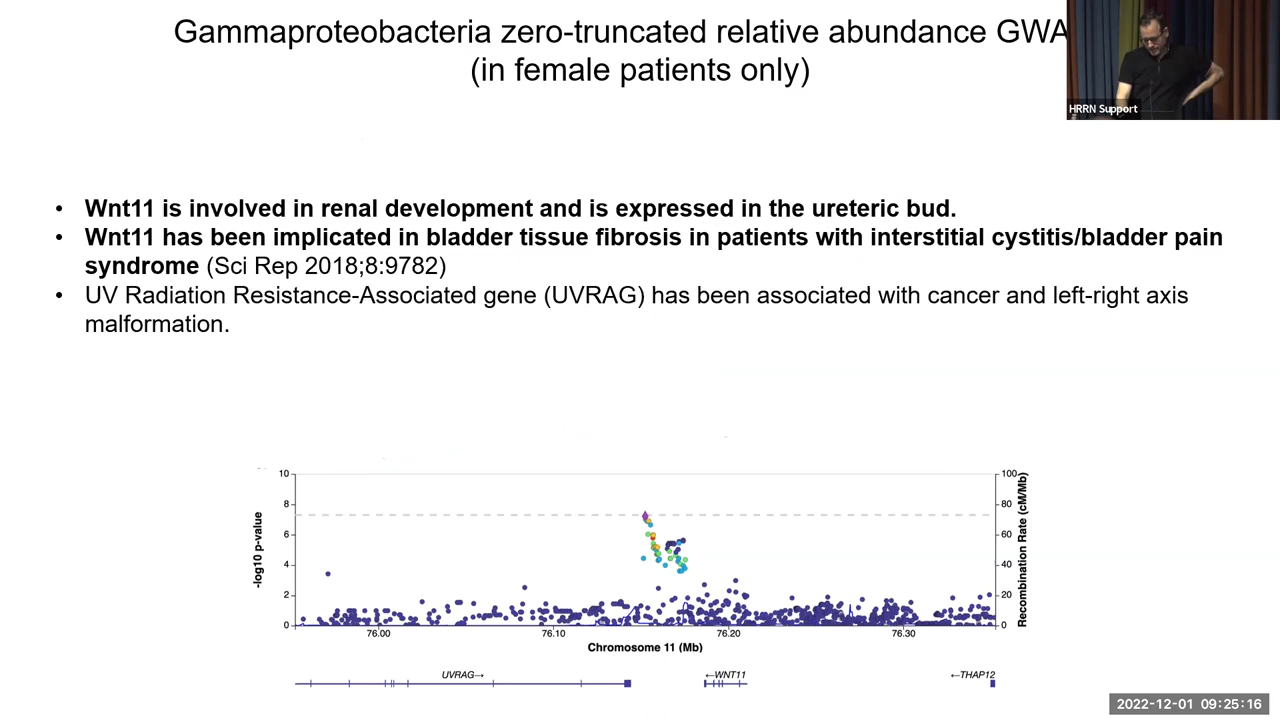 Gammaproteobacteria zero-truncated relative abundance GWA
(in female patients only)
HRRN Support
• Wnt11 is involved in renal development and is expressed in the ureteric bud.
• Wnt11 has been implicated in bladder tissue fibrosis in patients with interstitial cystitis/bladder pain
syndrome (Sci Rep 2018;8:9782)
• UV Radiation Resistance-Associated gene (UVRAG) has been associated with cancer and left-right axis
malformation.
10
8
6
4
2
0
-log10 p-value
100
80
60
40
20
0
Recombination Rate (cM/Mb)
76.00 76.10 76.20 76.30
Chromosome 11 (Mb)
UVRAG→ ←WNT11 ←THAP12
2022-12-01 09:25:16